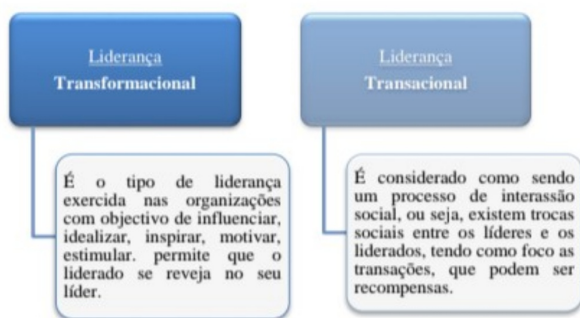 Liderança
Transformacional
É o tipo de liderança
exercida nas organizações
com objectivo de influenciar,
idealizar, inspirar, motivar,
estimular. permite que o
liderado se reveja no seu
líder.
Liderança
Transacional
É considerado como sendo
um processo de interassão
social, ou seja, existem trocas
sociais entre os líderes e os
liderados, tendo como foco as
transações, que podem ser
recompensas.